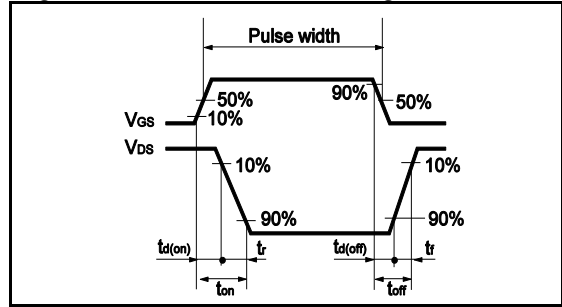 Pulse width
90%
50%
50%
10%
VGS
VDS
10%
10%
90%
90%
td(on)
tr
td(off)
tf
ton
toff